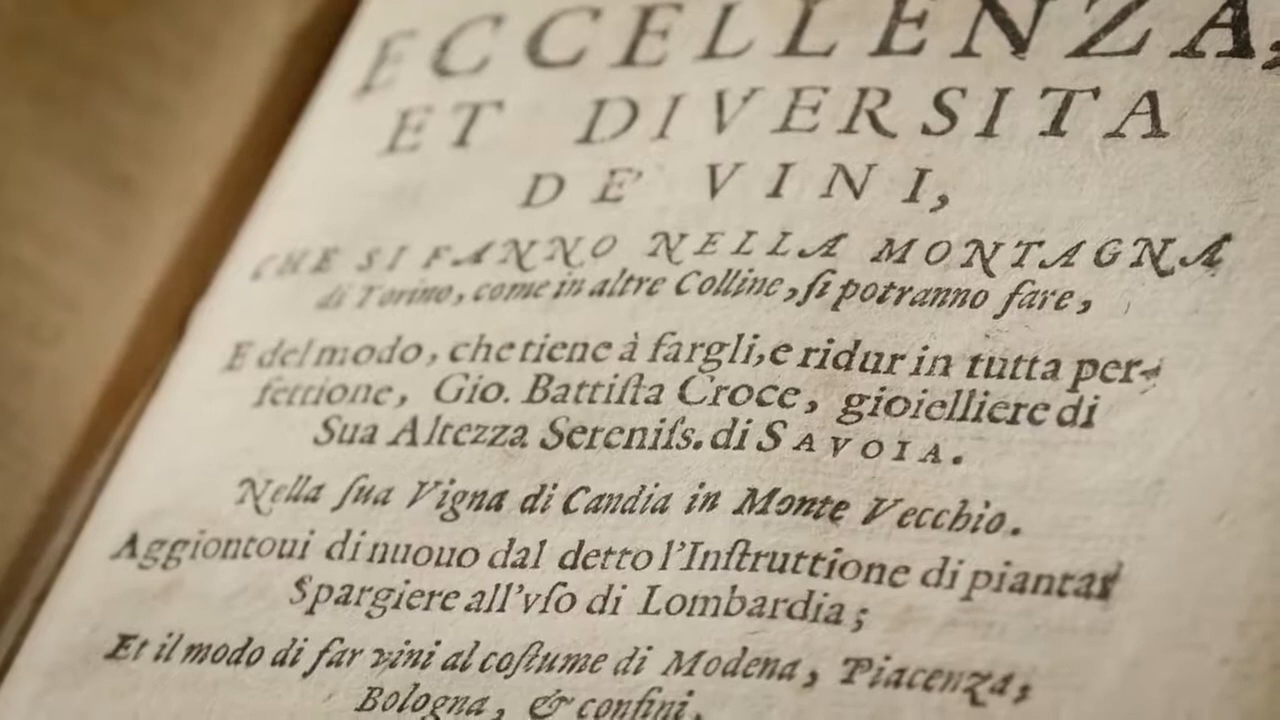 ECCELLENZA,
ET DIVERSITA
DE' VINI,
CHE SI FANNO NELLA MONTAGNA
di Torino, come in altre Colline, ſi potranno fare,
E del modo, che tiene à fargli, e ridur in tutta per-
fettione, Gio. Battiſta Croce, gioielliere di
Sua Altezza Sereniſs. di SAVOIA.
Nella ſua Vigna di Candia in Monte Vecchio.
Aggiontoui di nuouo dal detto l'Inſtruttione di piantar
Spargiere all'vſo di Lombardia;
Et il modo di far vini al coſtume di Modena, Piacenza,
Bologna, & confini.